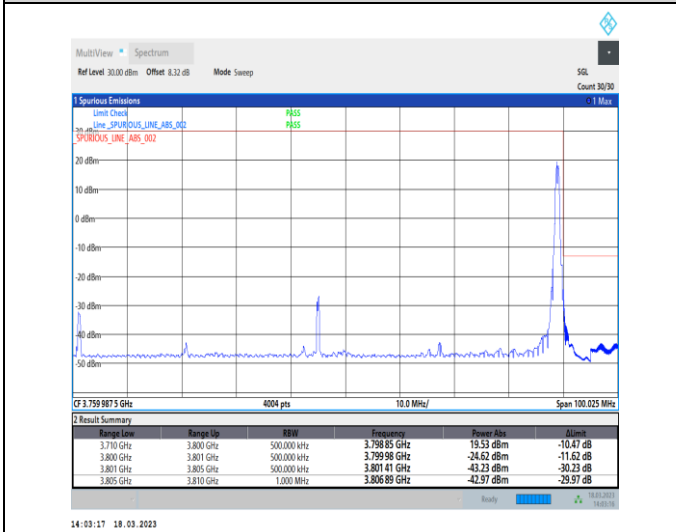 MultiView Spectrum
Ref Level 30.00 dBm Offset 8.32 dB Mode Sweep SGL
Count 30/30
1 Spurious Emissions 1 Max
Limit Check PASS
Line _SPURIOUS_LINE_ABS_002 PASS
_SPURIOUS_LINE_ABS_002
20 dBm
10 dBm
0 dBm
-10 dBm
-20 dBm
-30 dBm
-40 dBm
-50 dBm
CF 3.759 987 5 GHz 4004 pts 10.0 MHz/ Span 100.025 MHz
2 Result Summary
Range Low Range Up RBW Frequency Power Abs ΔLimit
3.710 GHz 3.800 GHz 500.000 kHz 3.798 85 GHz 19.53 dBm -10.47 dB
3.800 GHz 3.801 GHz 500.000 kHz 3.799 98 GHz -24.62 dBm -11.62 dB
3.801 GHz 3.805 GHz 500.000 kHz 3.801 41 GHz -43.23 dBm -30.23 dB
3.805 GHz 3.810 GHz 1.000 MHz 3.806 89 GHz -42.97 dBm -29.97 dB
Ready 18.03.2023
14:03:16
14:03:17 18.03.2023